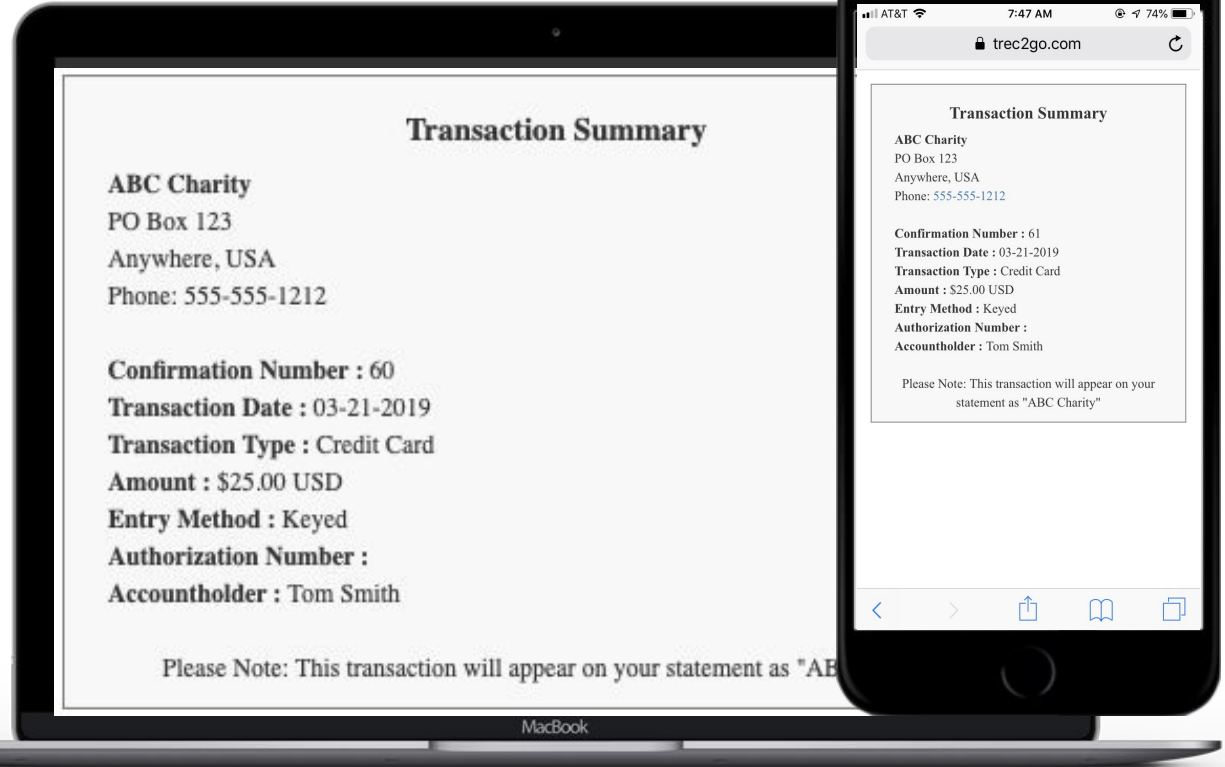 Transaction Summary
ABC Charity
PO Box 123
Anywhere, USA
Phone: 555-555-1212
Confirmation Number : 60
Transaction Date : 03-21-2019
Transaction Type : Credit Card
Amount : $25.00 USD
Entry Method : Keyed
Authorization Number :
Accountholder : Tom Smith
Please Note: This transaction will appear on your statement as "AB
MacBook
AT&T 7:47 AM 74%
trec2go.com
Transaction Summary
ABC Charity
PO Box 123
Anywhere, USA
Phone: 555-555-1212
Confirmation Number : 61
Transaction Date : 03-21-2019
Transaction Type : Credit Card
Amount : $25.00 USD
Entry Method : Keyed
Authorization Number :
Accountholder : Tom Smith
Please Note: This transaction will appear on your
statement as "ABC Charity"